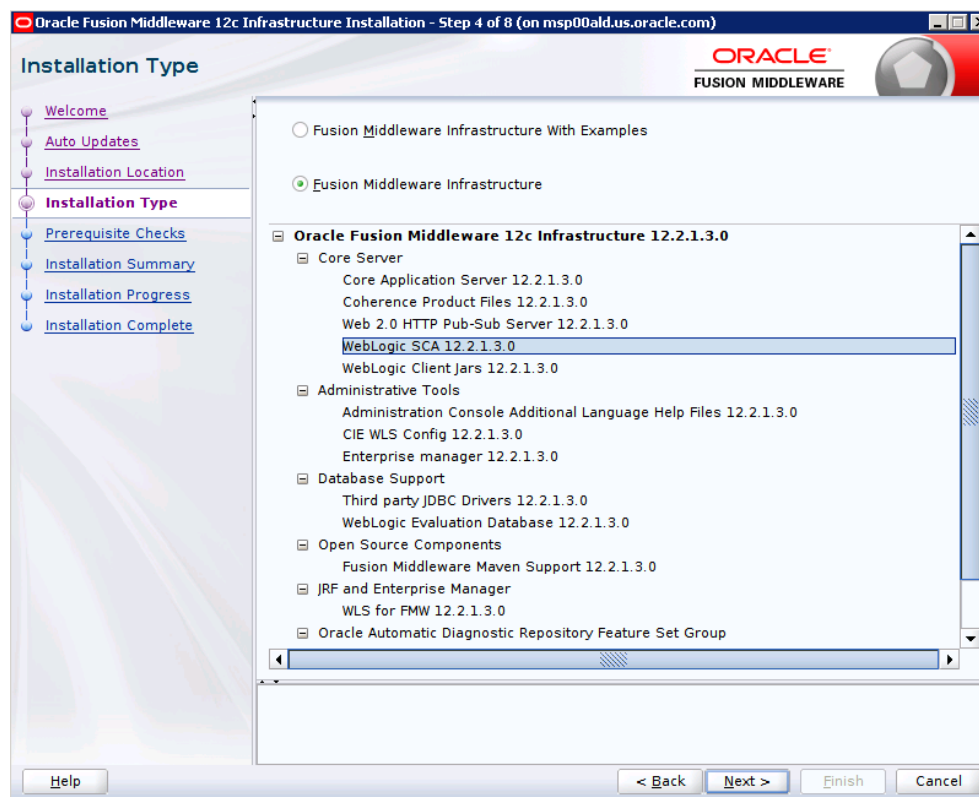 Oracle Fusion Middleware 12c Infrastructure Installation - Step 4 of 8 (on msp00ald.us.oracle.com)
Installation Type
ORACLE®
FUSION MIDDLEWARE
Welcome
Auto Updates
Installation Location
Installation Type
Prerequisite Checks
Installation Summary
Installation Progress
Installation Complete
Fusion Middleware Infrastructure With Examples
Fusion Middleware Infrastructure
Oracle Fusion Middleware 12c Infrastructure 12.2.1.3.0
Core Server
Core Application Server 12.2.1.3.0
Coherence Product Files 12.2.1.3.0
Web 2.0 HTTP Pub-Sub Server 12.2.1.3.0
WebLogic SCA 12.2.1.3.0
WebLogic Client Jars 12.2.1.3.0
Administrative Tools
Administration Console Additional Language Help Files 12.2.1.3.0
CIE WLS Config 12.2.1.3.0
Enterprise manager 12.2.1.3.0
Database Support
Third party JDBC Drivers 12.2.1.3.0
WebLogic Evaluation Database 12.2.1.3.0
Open Source Components
Fusion Middleware Maven Support 12.2.1.3.0
JRF and Enterprise Manager
WLS for FMW 12.2.1.3.0
Oracle Automatic Diagnostic Repository Feature Set Group
Help
< Back
Next >
Finish
Cancel